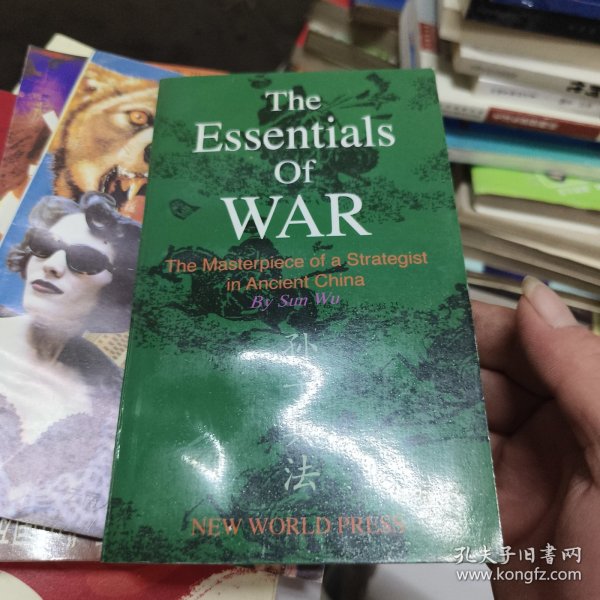 The
Essentials
Of
WAR
The Masterpiece of a Strategist
in Ancient China
By Sun Wu
孙
法
NEW WORLD PRESS
孔夫子旧书网
www.kongfz.com